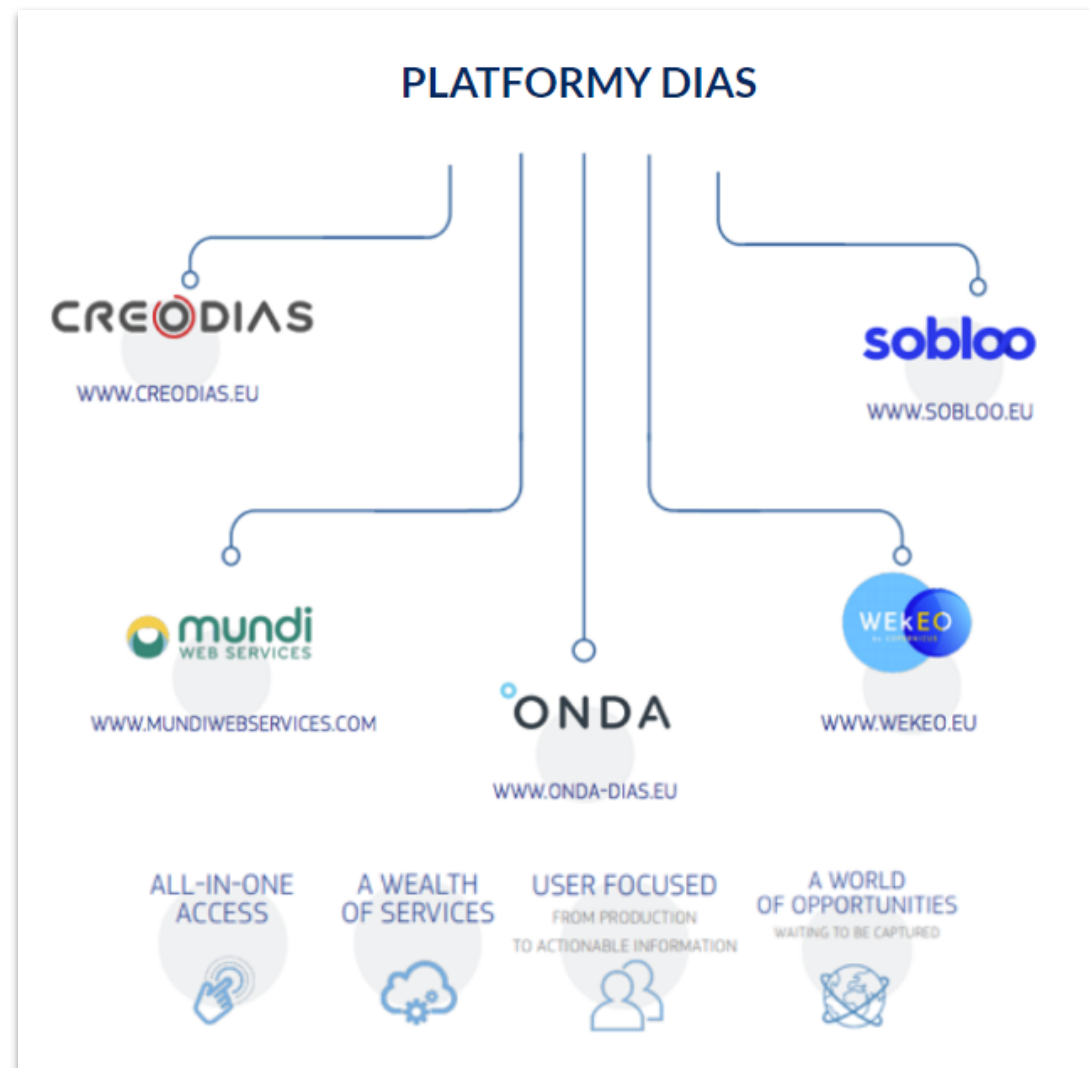 PLATFORMY DIAS
CREODIAS
WWW.CREODIAS.EU
sobloo
WWW.SOBLOO.EU
mundi
WEB SERVICES
WWW.MUNDIWEBSERVICES.COM
ONDA
WWW.ONDA-DIAS.EU
WEkEO
WWW.WEKEO.EU
ALL-IN-ONE
ACCESS
A WEALTH
OF SERVICES
USER FOCUSED
FROM PRODUCTION
TO ACTIONABLE INFORMATION
A WORLD
OF OPPORTUNITIES
WAITING TO BE CAPTURED